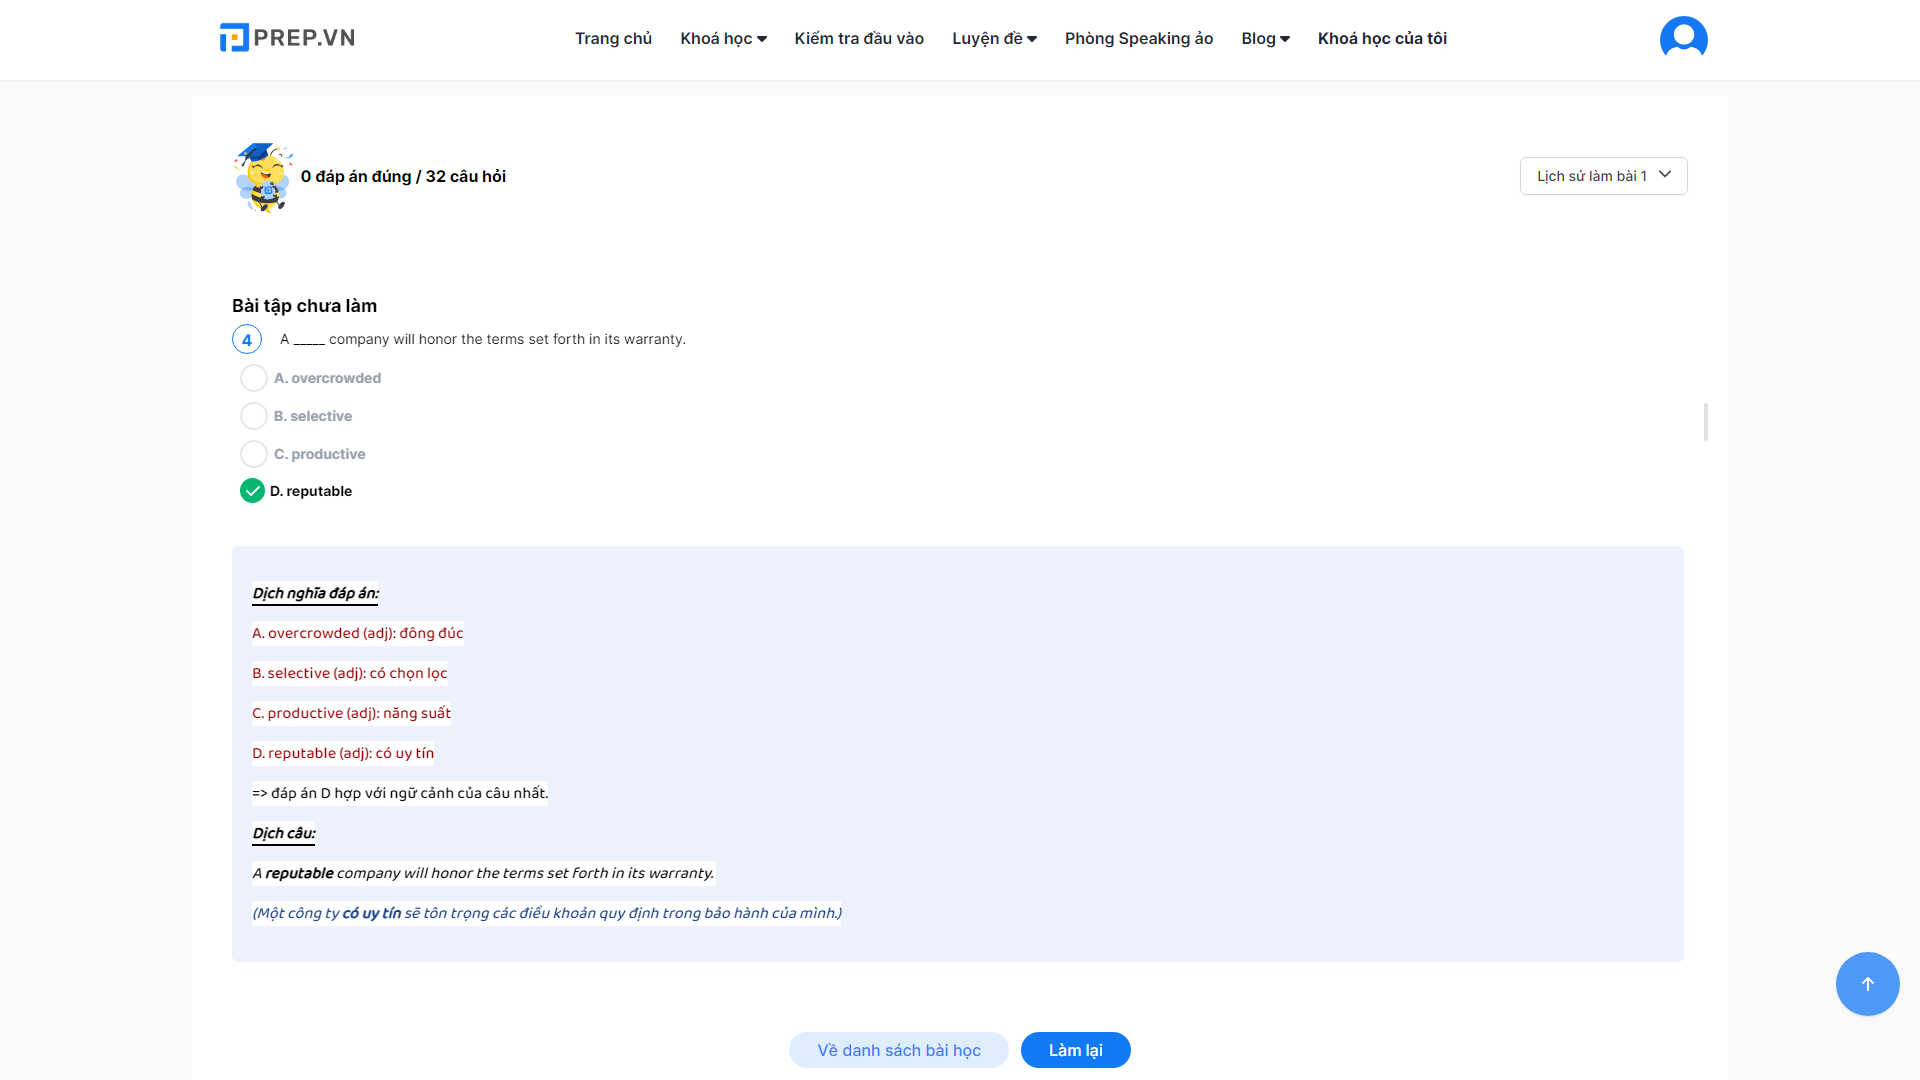 PREP.VN
Trang chủ Khoá học Kiểm tra đầu vào Luyện đề Phòng Speaking ảo Blog Khoá học của tôi
0 đáp án đúng / 32 câu hỏi
Lịch sử làm bài 1
Bài tập chưa làm
4 A _____ company will honor the terms set forth in its warranty.
A. overcrowded
B. selective
C. productive
D. reputable
Dịch nghĩa đáp án:
A. overcrowded (adj): đông đúc
B. selective (adj): có chọn lọc
C. productive (adj): năng suất
D. reputable (adj): có uy tín
=> đáp án D hợp với ngữ cảnh của câu nhất.
Dịch câu:
A reputable company will honor the terms set forth in its warranty.
(Một công ty có uy tín sẽ tôn trọng các điều khoản quy định trong bảo hành của mình.)
Về danh sách bài học Làm lại